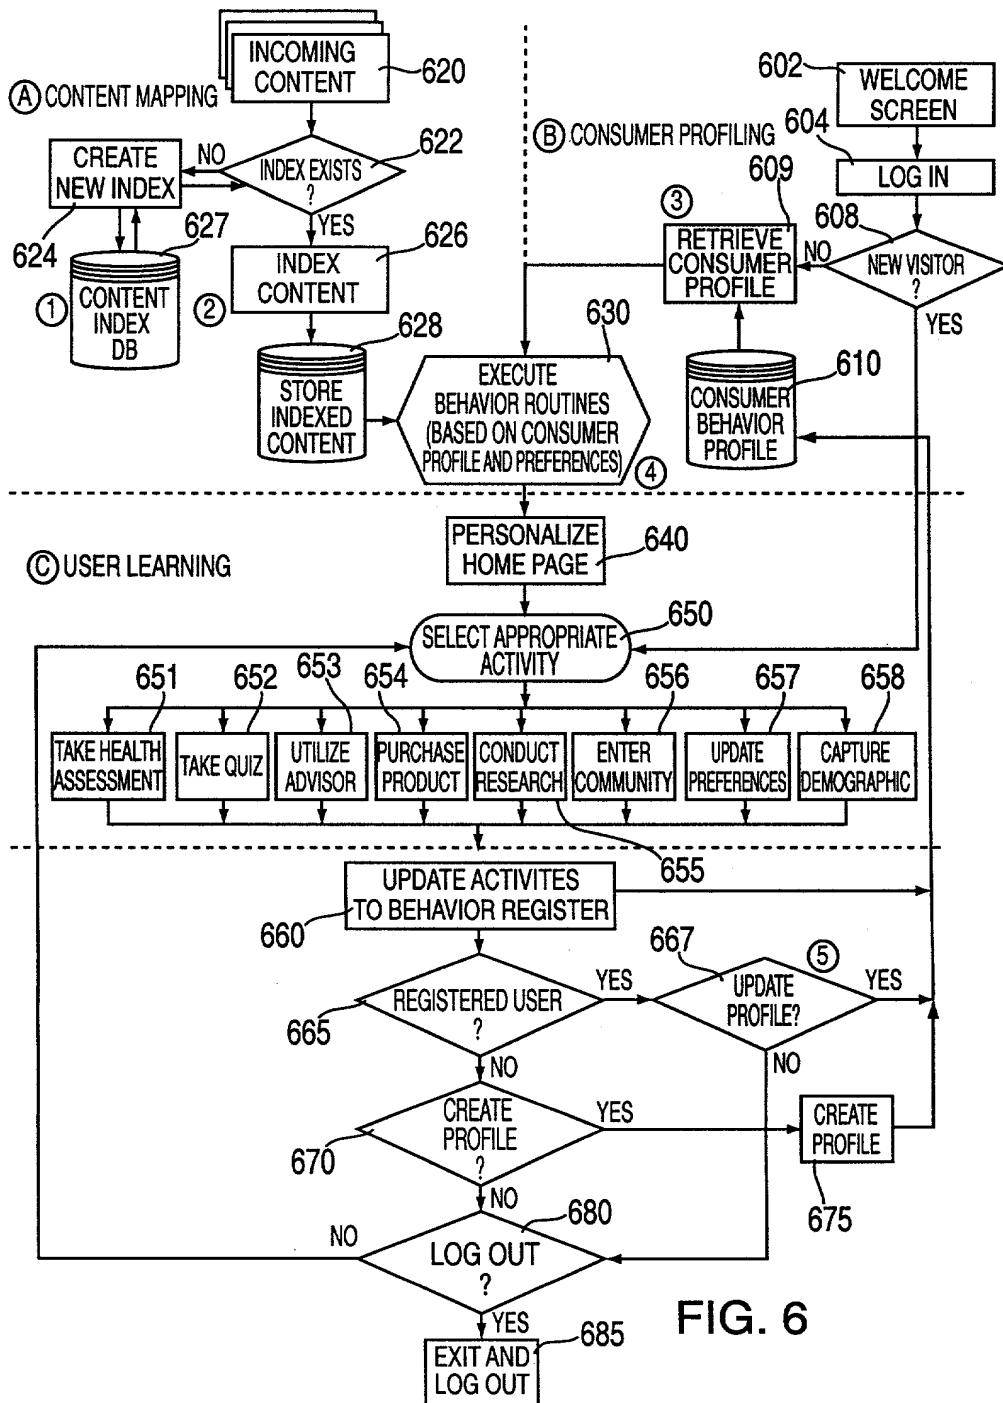 INCOMING
CONTENT
620
602
WELCOME
SCREEN
Ⓐ CONTENT MAPPING
604
Ⓑ CONSUMER PROFILING
CREATE
NEW INDEX
NO
INDEX EXISTS
?
622
LOG IN
609
③
608
624
627
YES
626
RETRIEVE
CONSUMER
PROFILE
NO
NEW VISITOR
?
YES
①
CONTENT
INDEX
DB
②
INDEX
CONTENT
628
STORE
INDEXED
CONTENT
630
EXECUTE
BEHAVIOR ROUTINES
(BASED ON CONSUMER
PROFILE AND PREFERENCES)
④
610
CONSUMER
BEHAVIOR
PROFILE
PERSONALIZE
HOME PAGE
640
Ⓒ USER LEARNING
SELECT APPROPRIATE
ACTIVITY
650
651
652
653
654
656
657
658
TAKE HEALTH
ASSESSMENT
TAKE QUIZ
UTILIZE
ADVISOR
PURCHASE
PRODUCT
CONDUCT
RESEARCH
ENTER
COMMUNITY
UPDATE
PREFERENCES
CAPTURE
DEMOGRAPHIC
655
UPDATE ACTIVITES
TO BEHAVIOR REGISTER
660
667
⑤
REGISTERED USER
?
665
YES
UPDATE
PROFILE?
YES
NO
NO
CREATE
PROFILE
?
670
YES
CREATE
PROFILE
675
NO
680
NO
LOG OUT
?
YES
685
EXIT AND
LOG OUT
FIG. 6